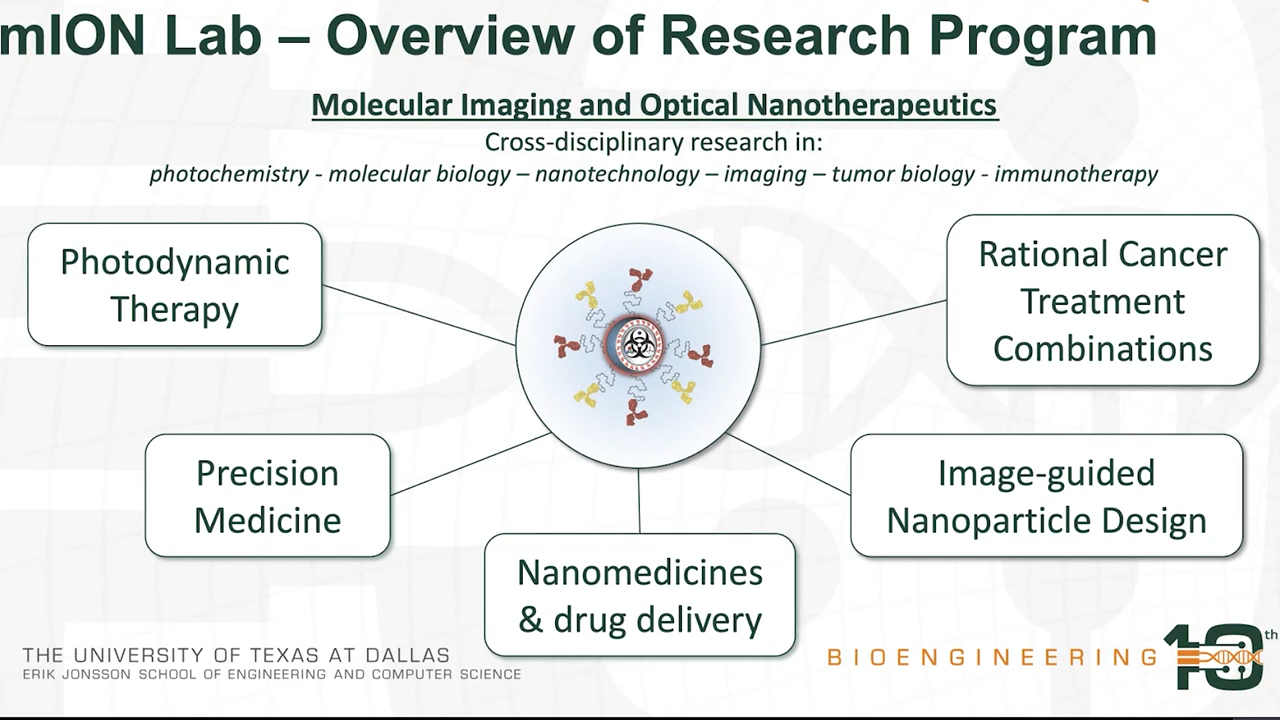 mION Lab – Overview of Research Program
Molecular Imaging and Optical Nanotherapeutics
Cross-disciplinary research in:
photochemistry - molecular biology – nanotechnology – imaging – tumor biology - immunotherapy
Photodynamic
Therapy
Rational Cancer
Treatment
Combinations
Precision
Medicine
Image-guided
Nanoparticle Design
Nanomedicines
& drug delivery
THE UNIVERSITY OF TEXAS AT DALLAS
ERIK JONSSON SCHOOL OF ENGINEERING AND COMPUTER SCIENCE
BIOENGINEERING 10th